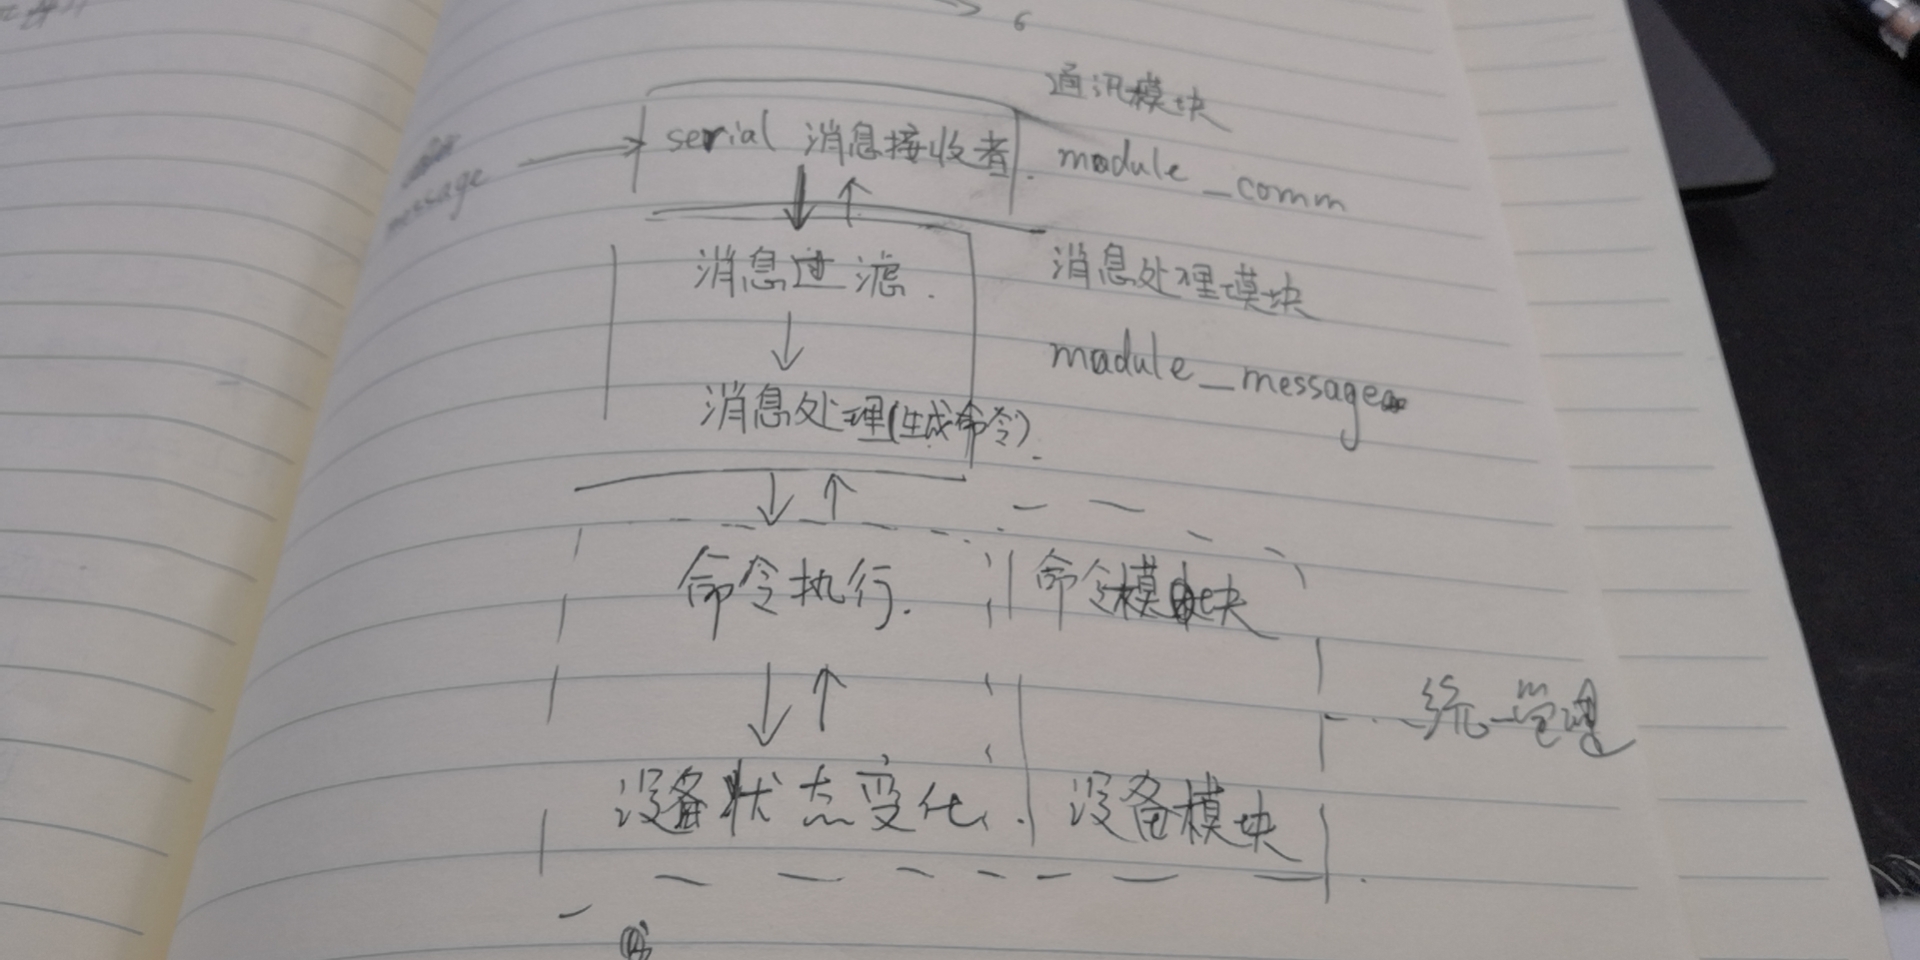 6
通讯模块
message
serial 消息接收者.
module_comm
消息过滤.
消息处理模块
module_message
消息处理(生成命令).
命令执行.
命令模块
统一管理
设备状态变化.
设备模块